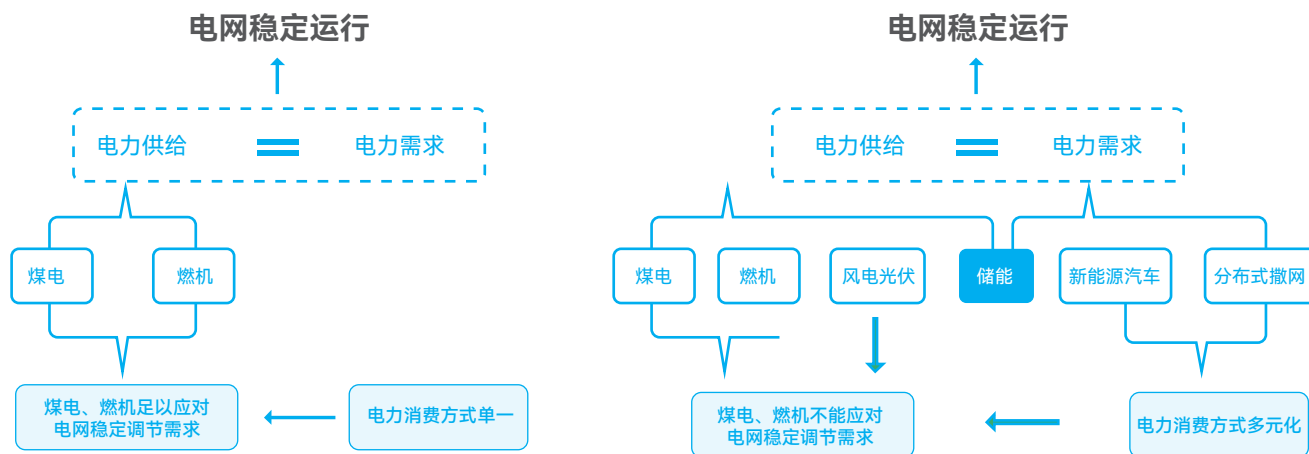 电网稳定运行
电力供给
电力需求
煤电
燃机
煤电、燃机足以应对
电网稳定调节需求
电力消费方式单一
电网稳定运行
电力供给
电力需求
煤电
燃机
风电光伏
储能
新能源汽车
分布式撒网
煤电、燃机不能应对
电网稳定调节需求
电力消费方式多元化